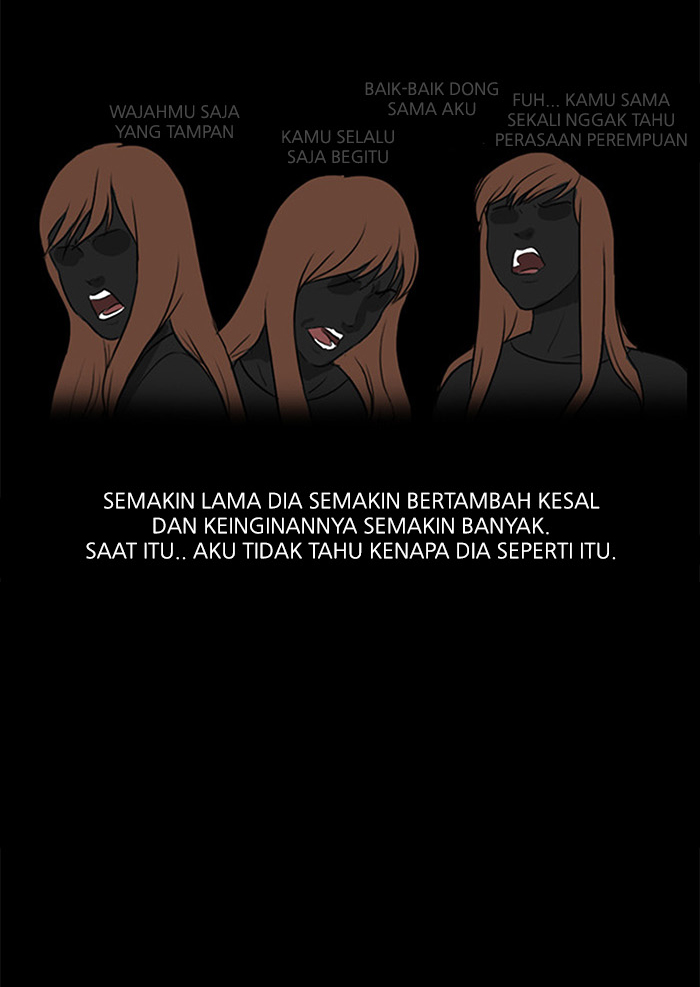 WAJAHMU SAJA
YANG TAMPAN
KAMU SELALU
SAJA BEGITU
BAIK-BAIK DONG
SAMA AKU
FUH... KAMU SAMA
SEKALI NGGAK TAHU
PERASAAN PEREMPUAN
SEMAKIN LAMA DIA SEMAKIN BERTAMBAH KESAL
DAN KEINGINANNYA SEMAKIN BANYAK.
SAAT ITU.. AKU TIDAK TAHU KENAPA DIA SEPERTI ITU.